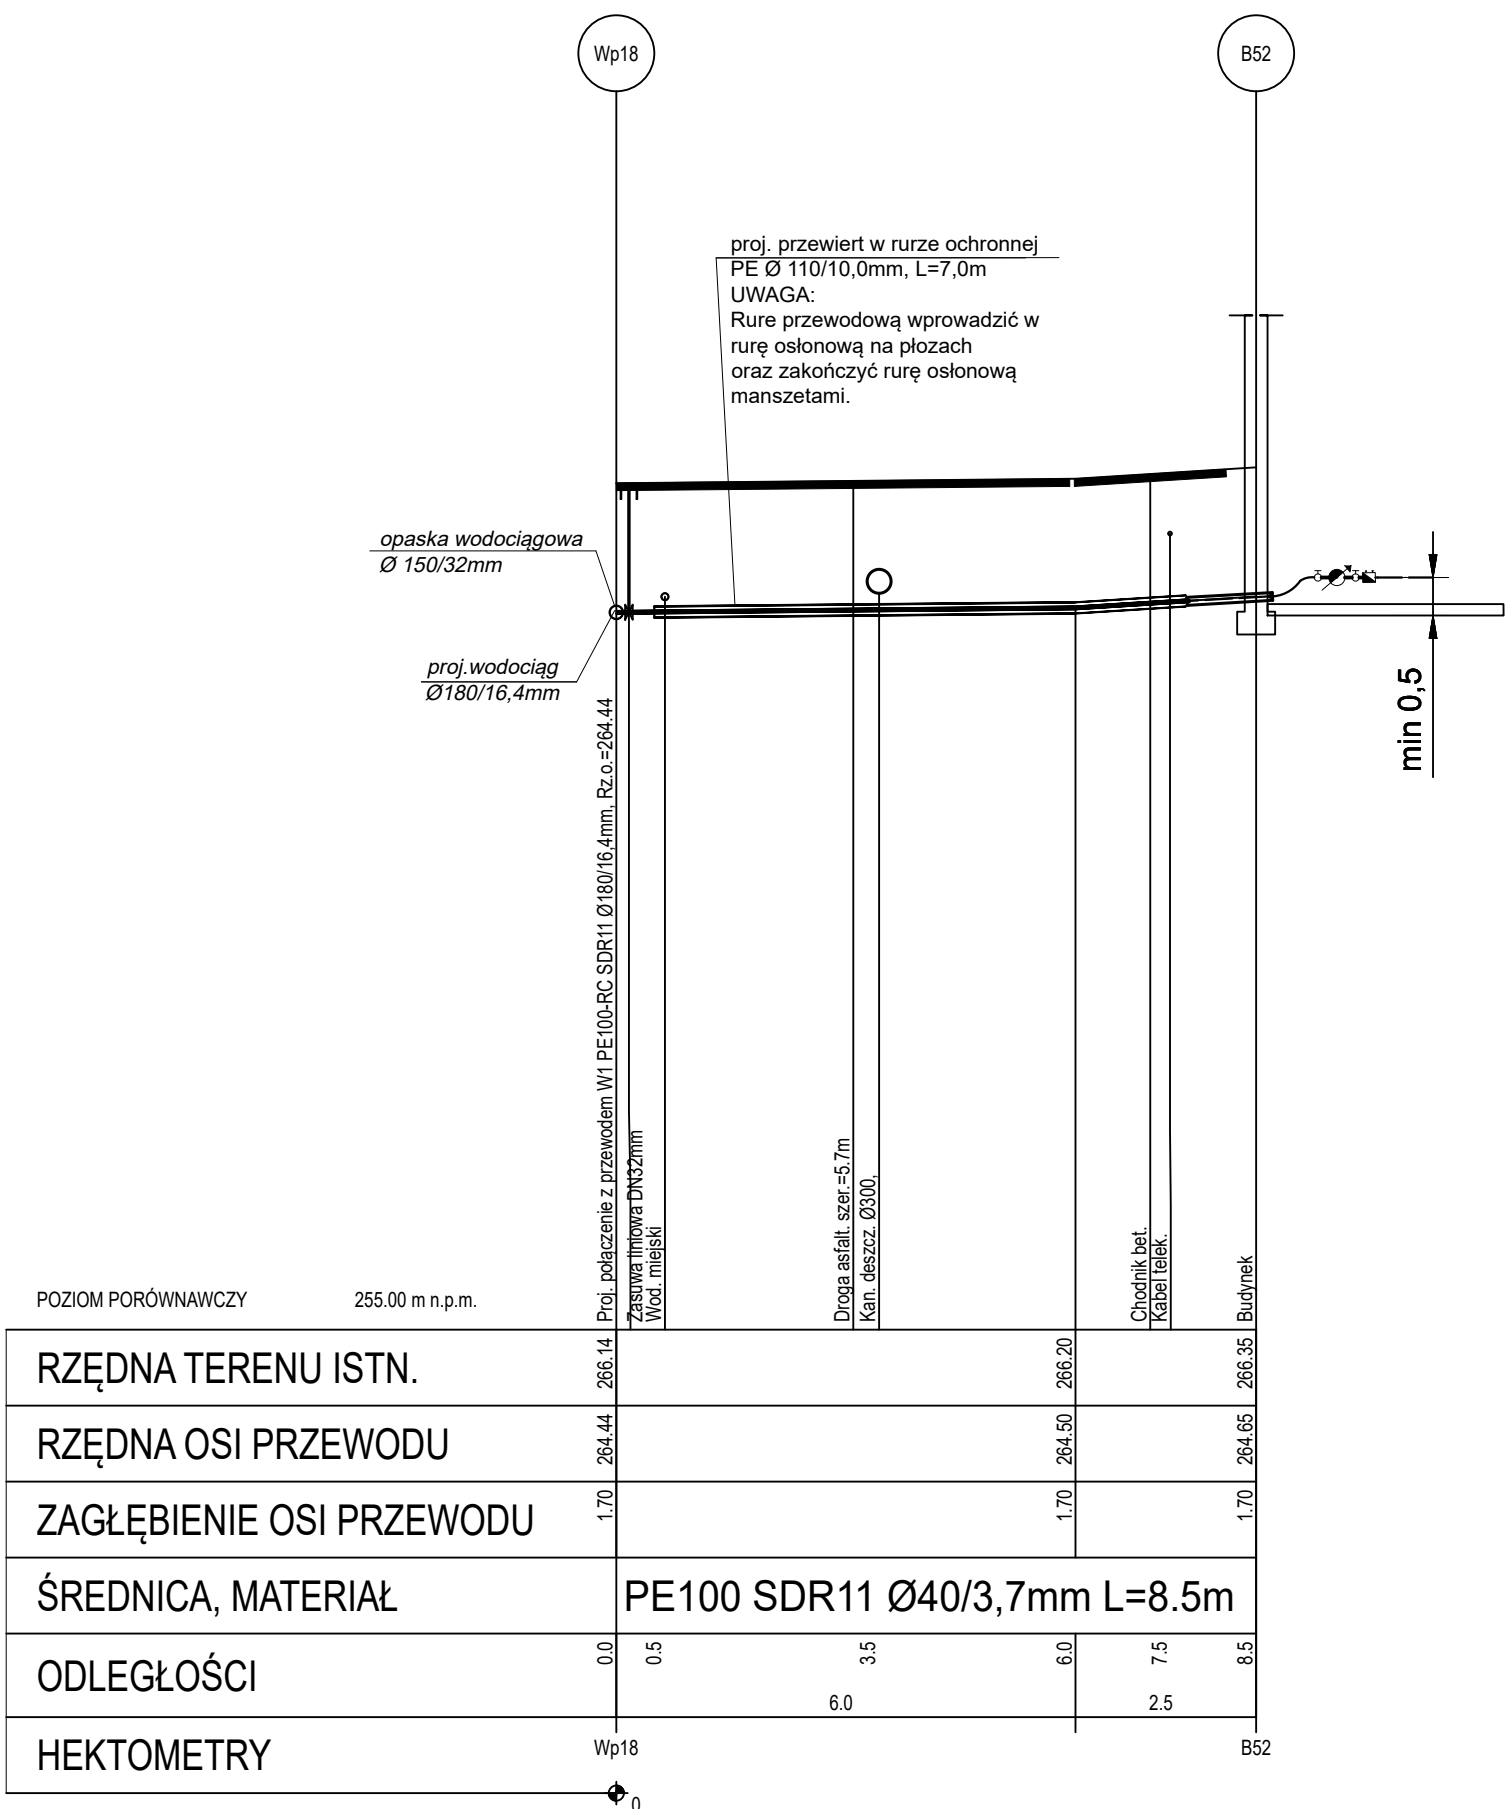 Wp18
B52
proj. przewiert w rurze ochronnej
PE Ø 110/10,0mm, L=7,0m
UWAGA:
Rure przewodową wprowadzić w
rurę osłonową na płozach
oraz zakończyć rurę osłonową
manszetami.
opaska wodociągowa
Ø 150/32mm
proj.wodociąg
Ø180/16,4mm
min 0,5
Proj. połączenie z przewodem W1 PE100-RC SDR11 Ø180/16,4mm, Rz.o.=264.44
Zasuwa liniowa DN32mm
Wod. miejski
Droga asfalt. szer.=5.7m
Kan. deszcz. Ø300,
Chodnik bet.
Kabel telek.
Budynek
POZIOM PORÓWNAWCZY 255.00 m n.p.m.
RZĘDNA TERENU ISTN. 266.14 266.20 266.35
RZĘDNA OSI PRZEWODU 264.44 264.50 264.65
ZAGŁĘBIENIE OSI PRZEWODU 1.70 1.70 1.70
ŚREDNICA, MATERIAŁ PE100 SDR11 Ø40/3,7mm L=8.5m
ODLEGŁOŚCI 0.0 0.5 3.5 6.0 7.5 8.5
6.0 2.5
HEKTOMETRY Wp18 B52
0